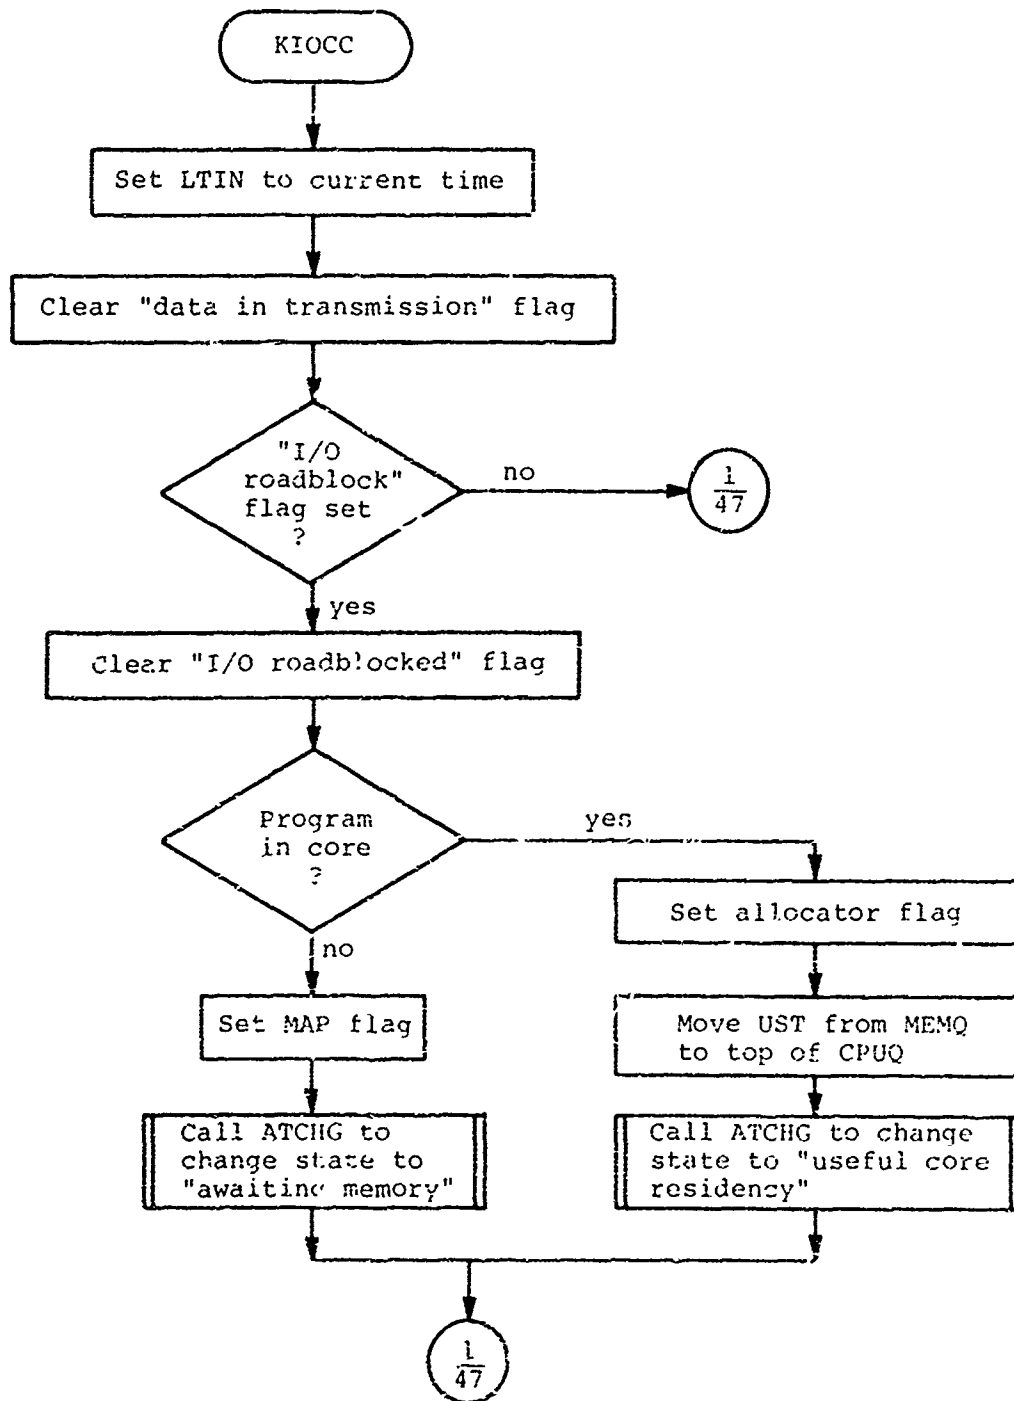 KIOCC
Set LTIN to current time
Clear "data in transmission" flag
"I/O
roadblock"
flag set
?
no
1
47
yes
Clear "I/O roadblocked" flag
Program
in core
?
yes
no
Set allocator flag
Set MAP flag
Move UST from MEMQ
to top of CPUQ
Call ATCHG to
change state to
"awaiting memory"
Call ATCHG to change
state to "useful core
residency"
1
47